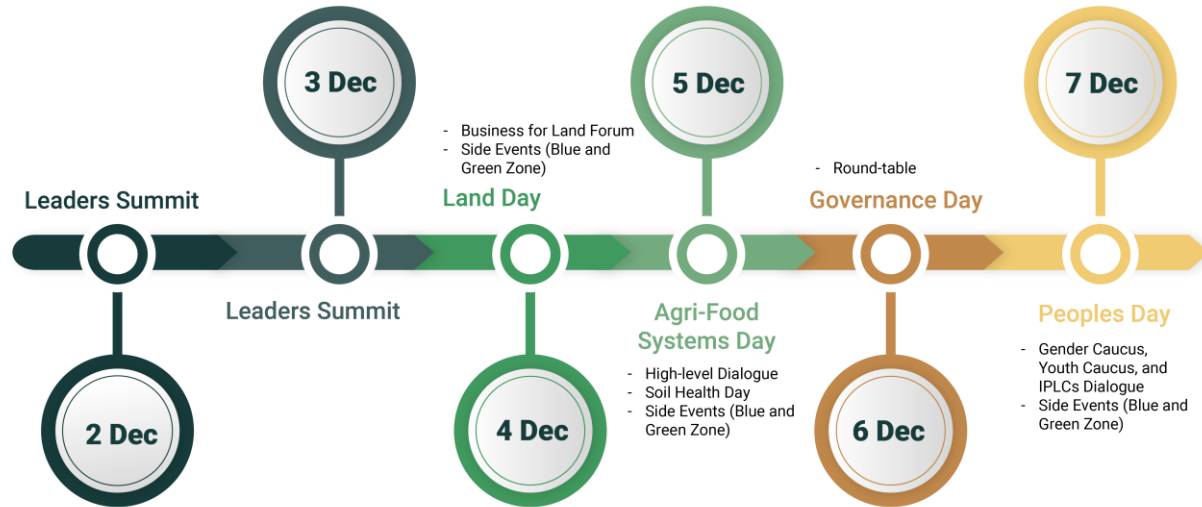 3 Dec
5 Dec
7 Dec
- Business for Land Forum
- Side Events (Blue and
Green Zone)
- Round-table
Leaders Summit
Land Day
Governance Day
Leaders Summit
Agri-Food
Systems Day
- High-level Dialogue
- Soil Health Day
- Side Events (Blue and
Green Zone)
Peoples Day
- Gender Caucus,
Youth Caucus, and
IPLCs Dialogue
- Side Events (Blue and
Green Zone)
2 Dec
4 Dec
6 Dec